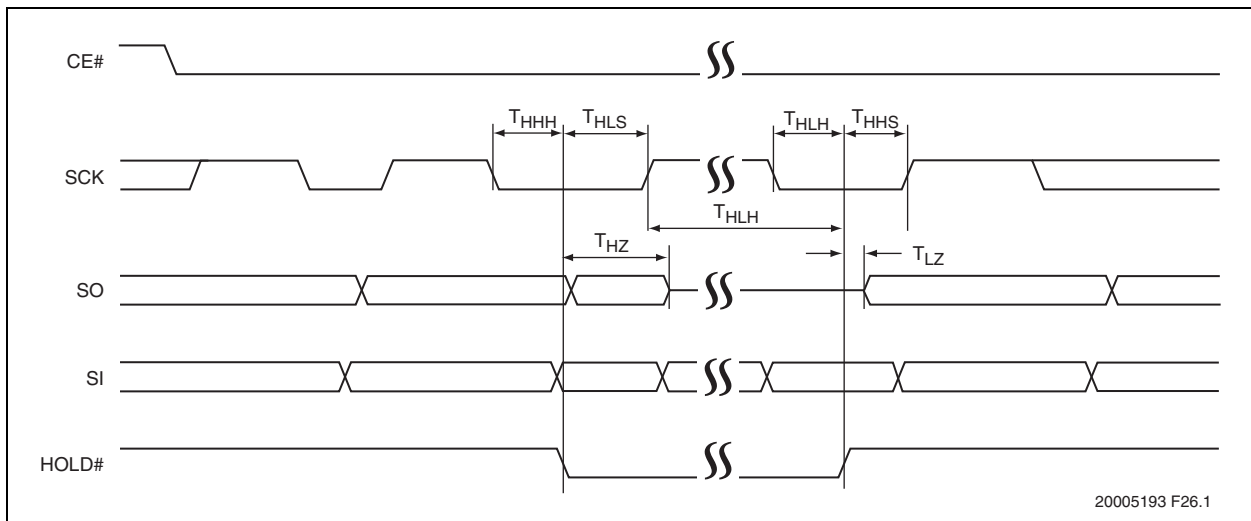 CE#
T_HHH T_HLS T_HLH T_HHS
SCK
T_HLH
T_HZ T_LZ
SO
SI
HOLD#
20005193 F26.1